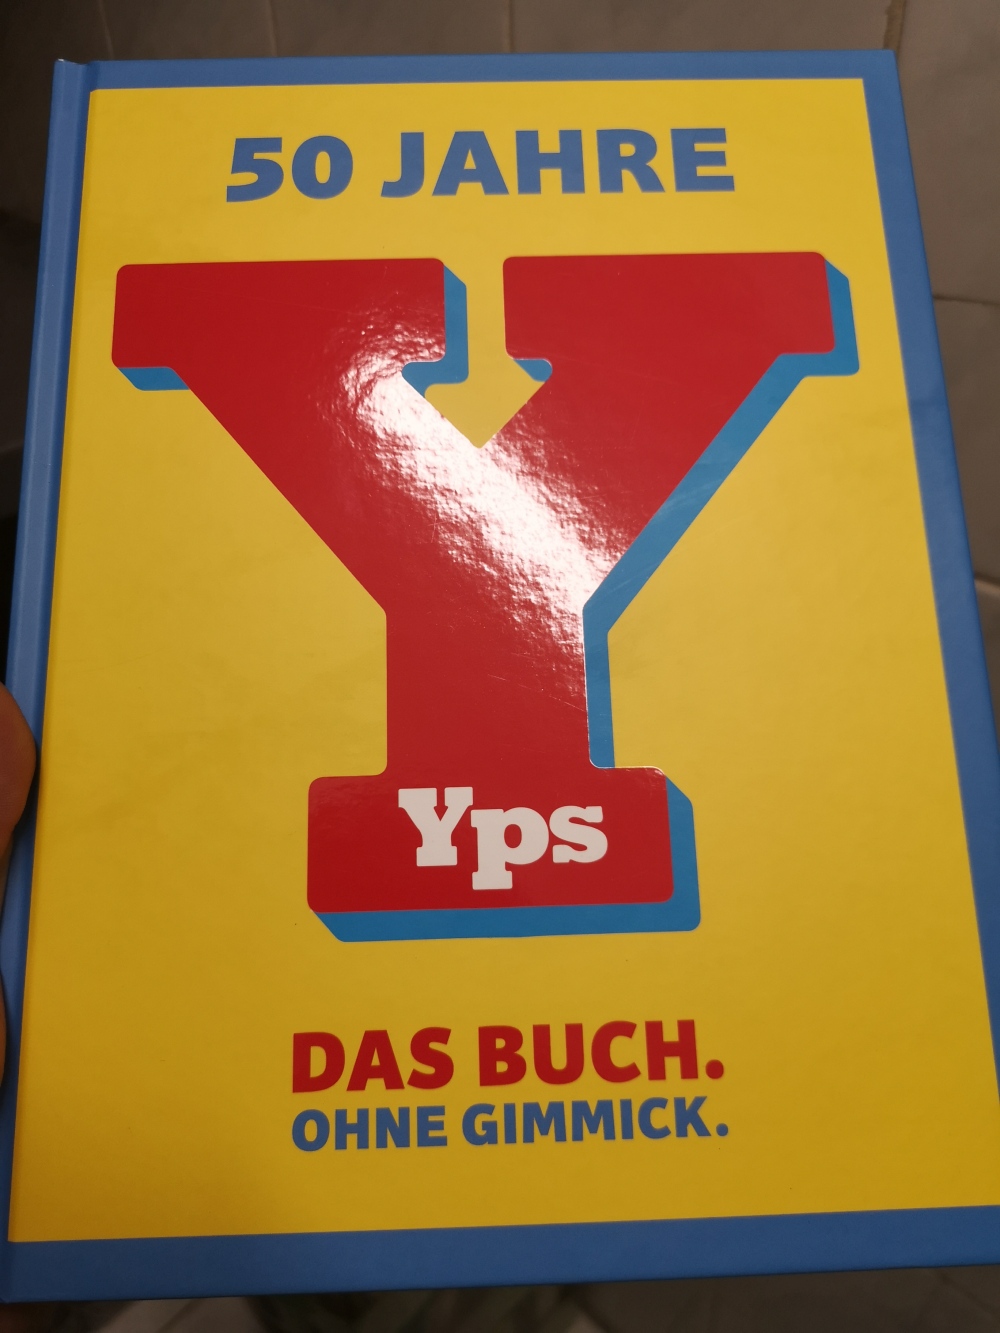 50 JAHRE
Y
Yps
DAS BUCH.
OHNE GIMMICK.